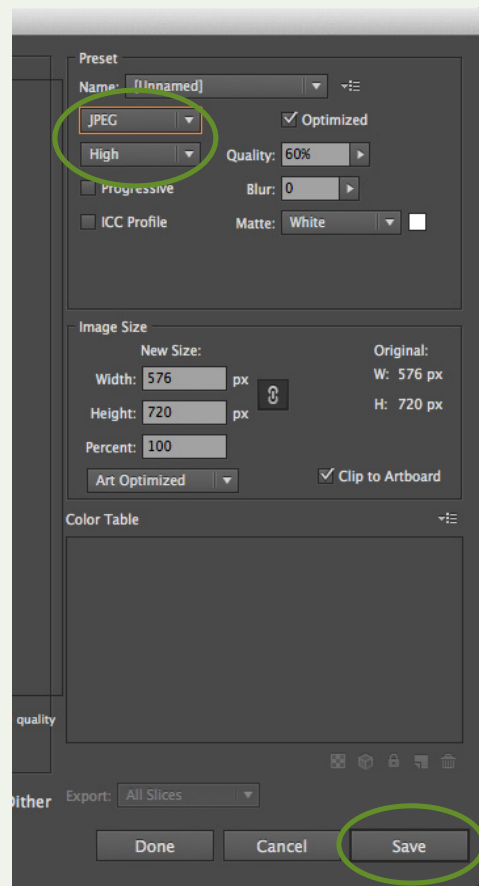 Preset
Name: [Unnamed]
JPEG Optimized
High Quality: 60%
Progressive Blur: 0
ICC Profile Matte: White
Image Size
New Size: Original:
Width: 576 px W: 576 px
Height: 720 px H: 720 px
Percent: 100
Art Optimized Clip to Artboard
Color Table
quality
Dither Export: All Slices
Done Cancel Save